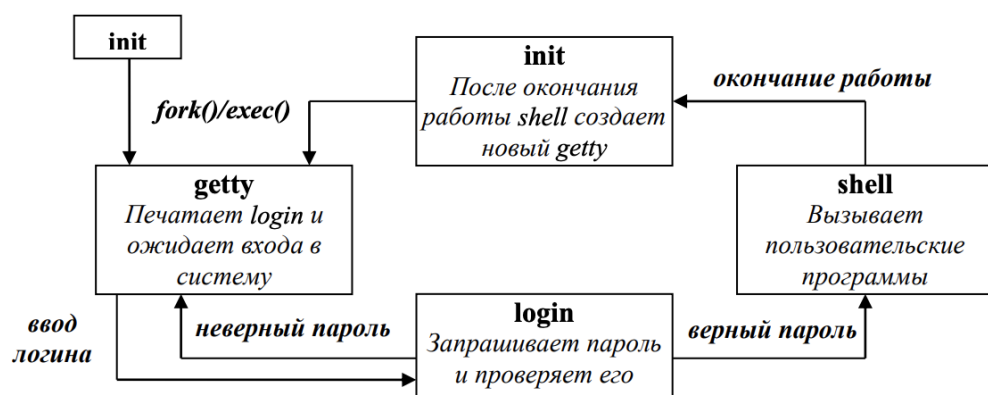 init
fork()/exec()
init
После окончания
работы shell создает
новый getty
окончание работы
getty
Печатает login и
ожидает входа в
систему
shell
Вызывает
пользовательские
программы
ввод
логина
неверный пароль
login
Запрашивает пароль
и проверяет его
верный пароль